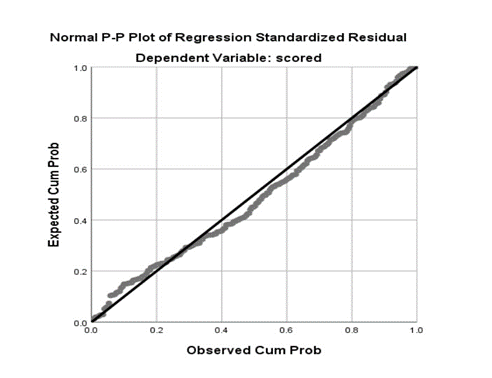 Normal P-P Plot of Regression Standardized Residual
Dependent Variable: scored
Expected Cum Prob
1.0
0.8
0.6
0.4
0.2
0.0
0.0 0.2 0.4 0.6 0.8 1.0
Observed Cum Prob